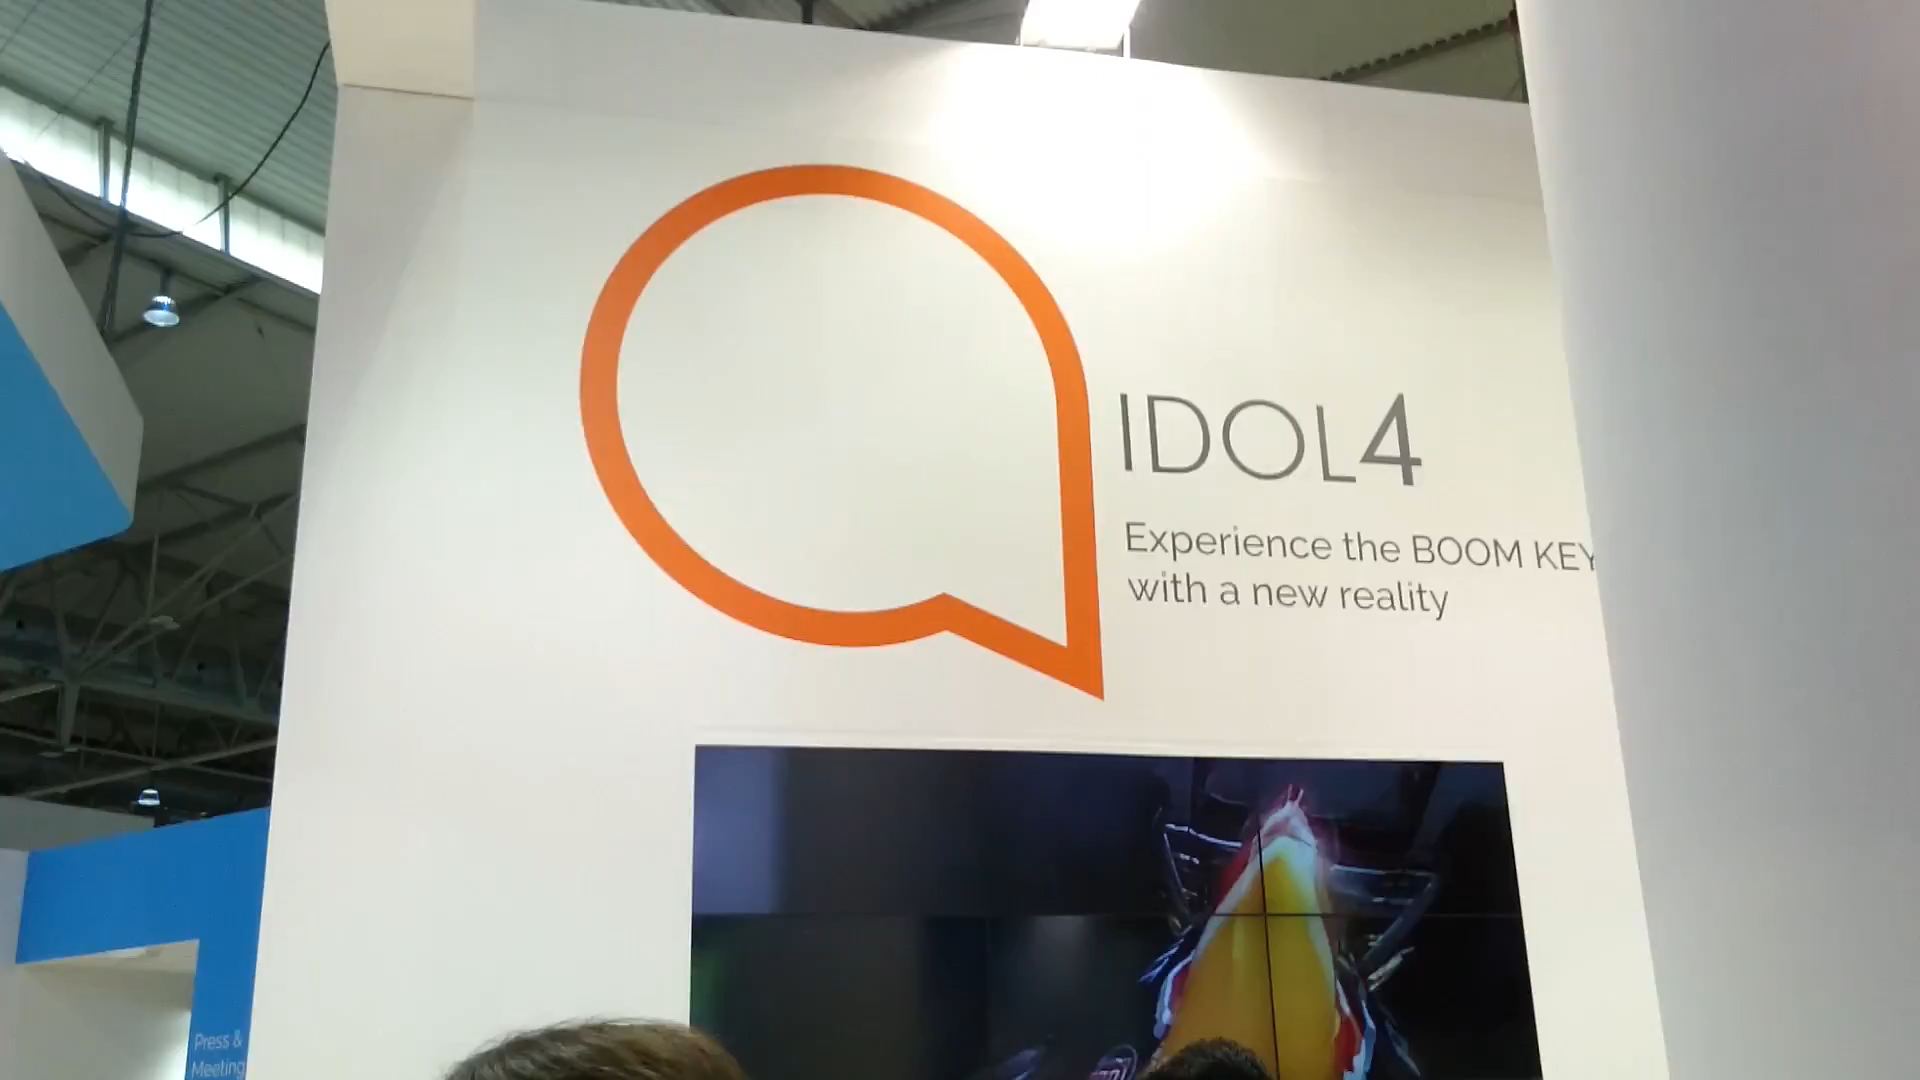 IDOL4
Experience the BOOM KEY
with a new reality
Press &
Meeting